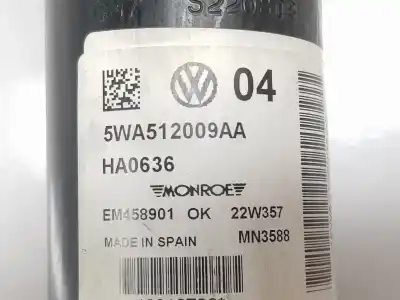 04
5WA512009AA
HA0636
MONROE
EM458901 OK 22W357
MADE IN SPAIN MN3588